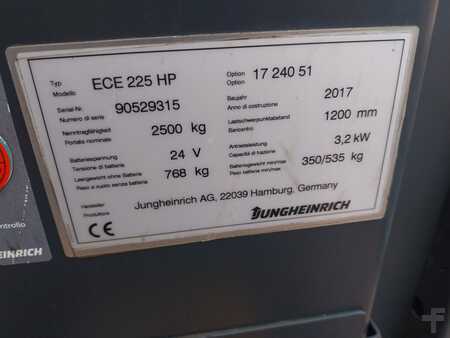 Typ
Modello
ECE 225 HP
Option
Opzione
17 240 51
Serial-Nr.
Numero di serie
90529315
Baujahr
Anno di costruzione
2017
Nenntragfähigkeit
Portata nominale
2500 kg
Lastschwerpunktabstand
Baricentro
1200 mm
Batteriespannung
Tensione di batteria
24 V
Antriebsleistung
Capacità di trazione
3,2 kW
Leergewicht ohne Batterie
Peso a vuoto senza batteria
768 kg
Batteriegewicht min/max
Peso batteria min/max
350/535 kg
Hersteller
Produttore
Jungheinrich AG, 22039 Hamburg, Germany
CE
JUNGHEINRICH
ontrollo
HEINRICH